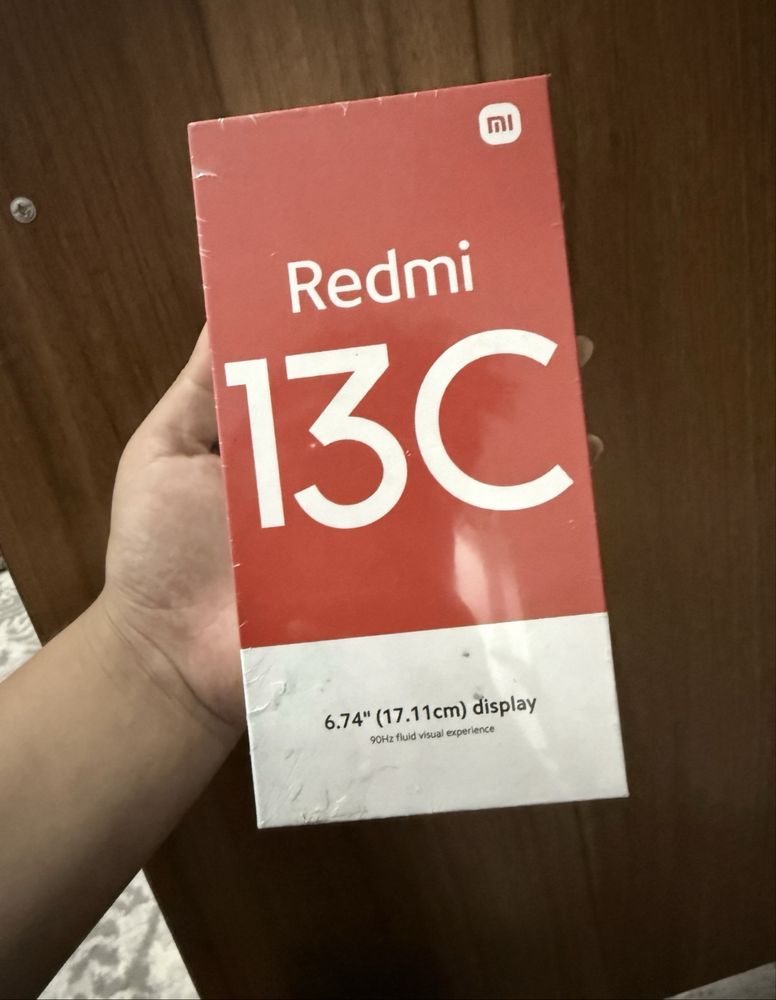 mi
Redmi
13C
6.74" (17.11cm) display
90Hz fluid visual experience